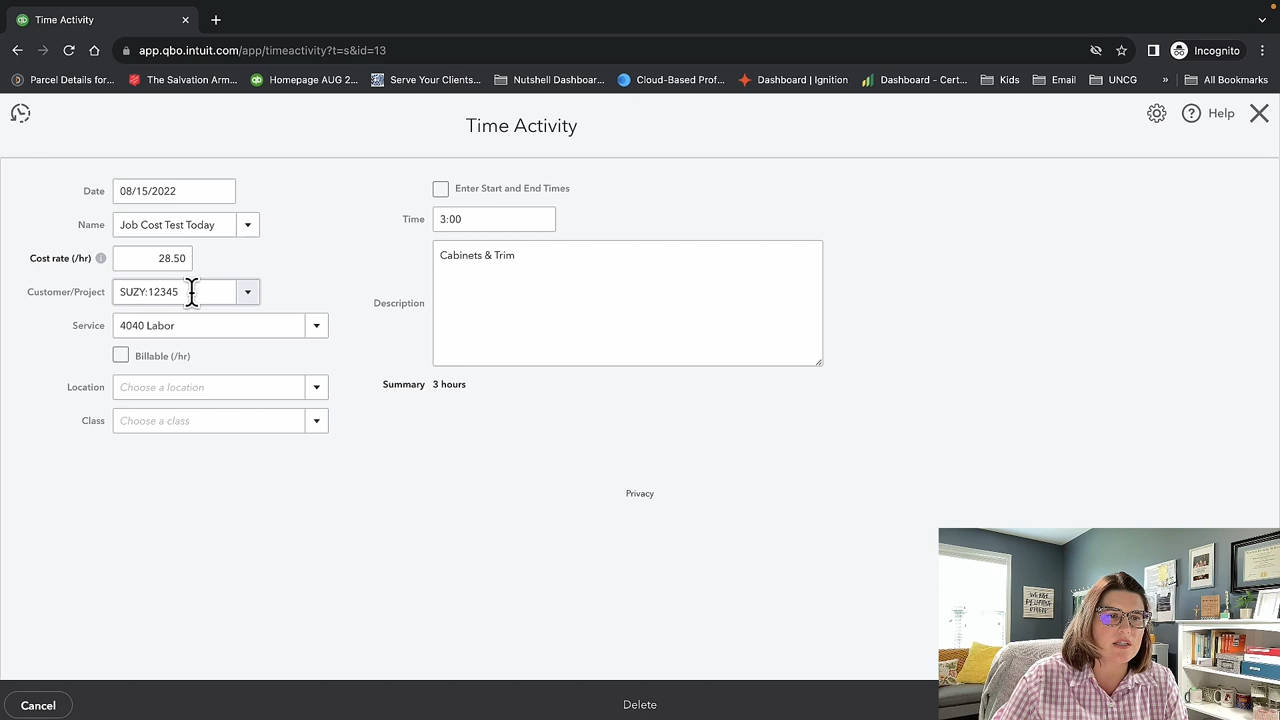 Time Activity
app.qbo.intuit.com/app/timeactivity?t=s&id=13
Incognito
Parcel Details for...
The Salvation Arm...
Homepage AUG 2...
Serve Your Clients...
Nutshell Dashboar...
Cloud-Based Prof...
Dashboard | Ignition
Dashboard - Cert...
Kids
Email
UNCG
»
All Bookmarks
Time Activity
Help
Date 08/15/2022
Name Job Cost Test Today
Cost rate (/hr) 28.50
Customer/Project SUZY:12345
Service 4040 Labor
Billable (/hr)
Location Choose a location
Class Choose a class
Enter Start and End Times
Time 3:00
Description Cabinets & Trim
Summary 3 hours
Privacy
Cancel
Delete